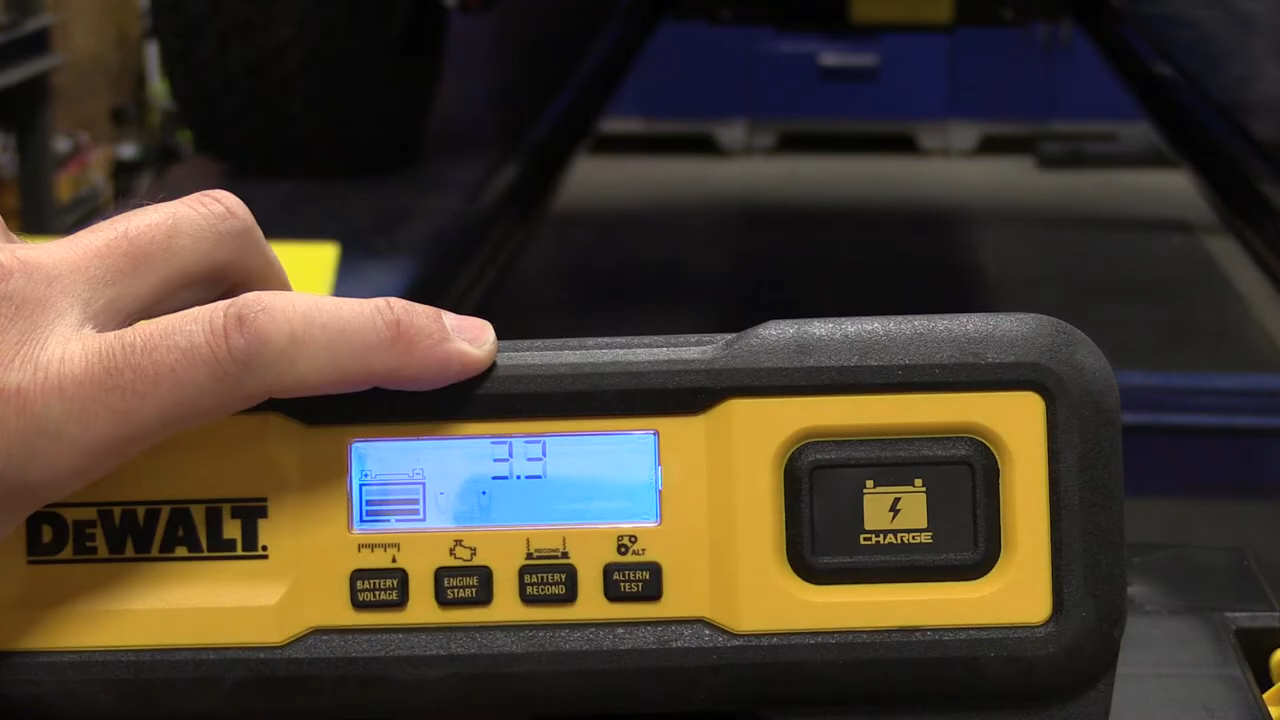 3.3
DEWALT.
RECOND
ALT
BATTERY
VOLTAGE
ENGINE
START
BATTERY
RECOND
ALTERN
TEST
CHARGE